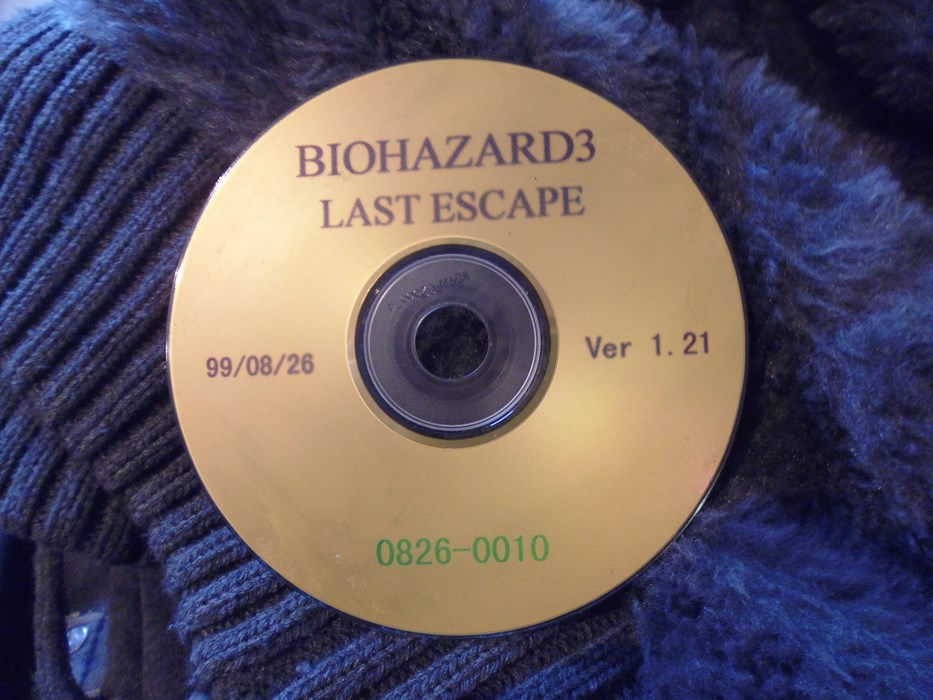 BIOHAZARD3
LAST ESCAPE
99/08/26
Ver 1.21
0826-0010